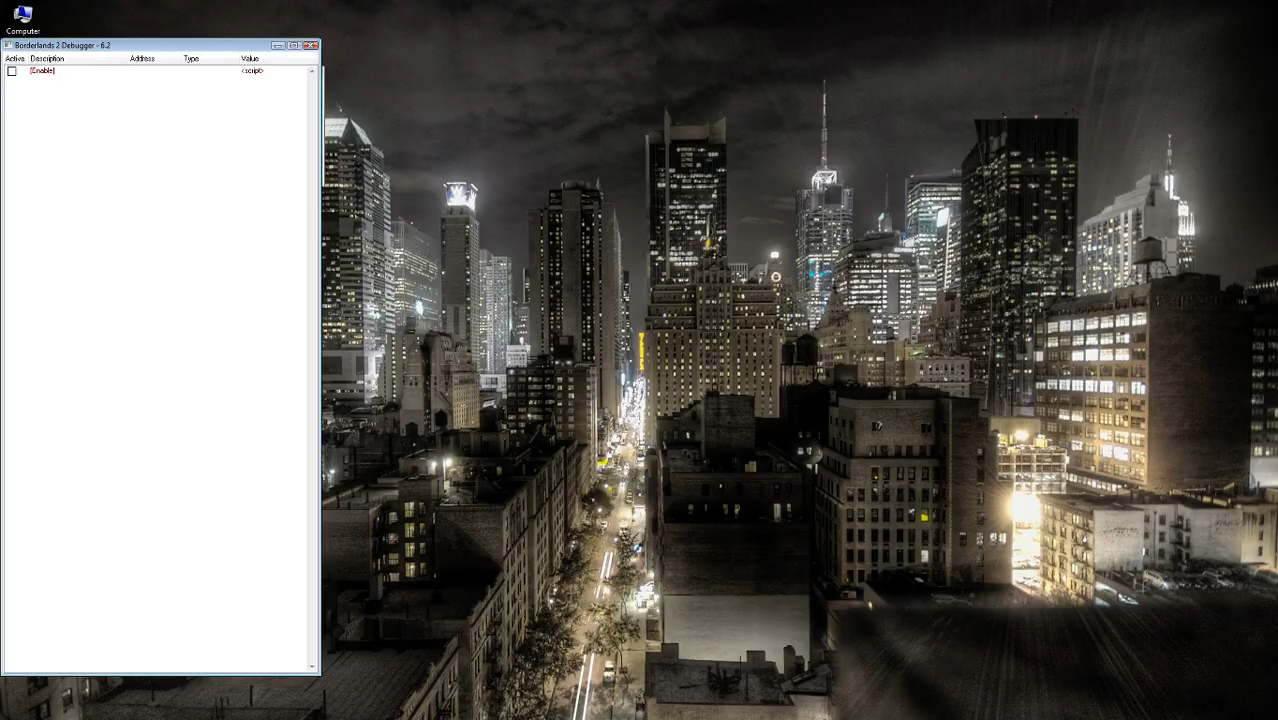 Computer
Borderlands 2 Debugger - 6.2
Active Description Address Type Value
[Enable] <script>